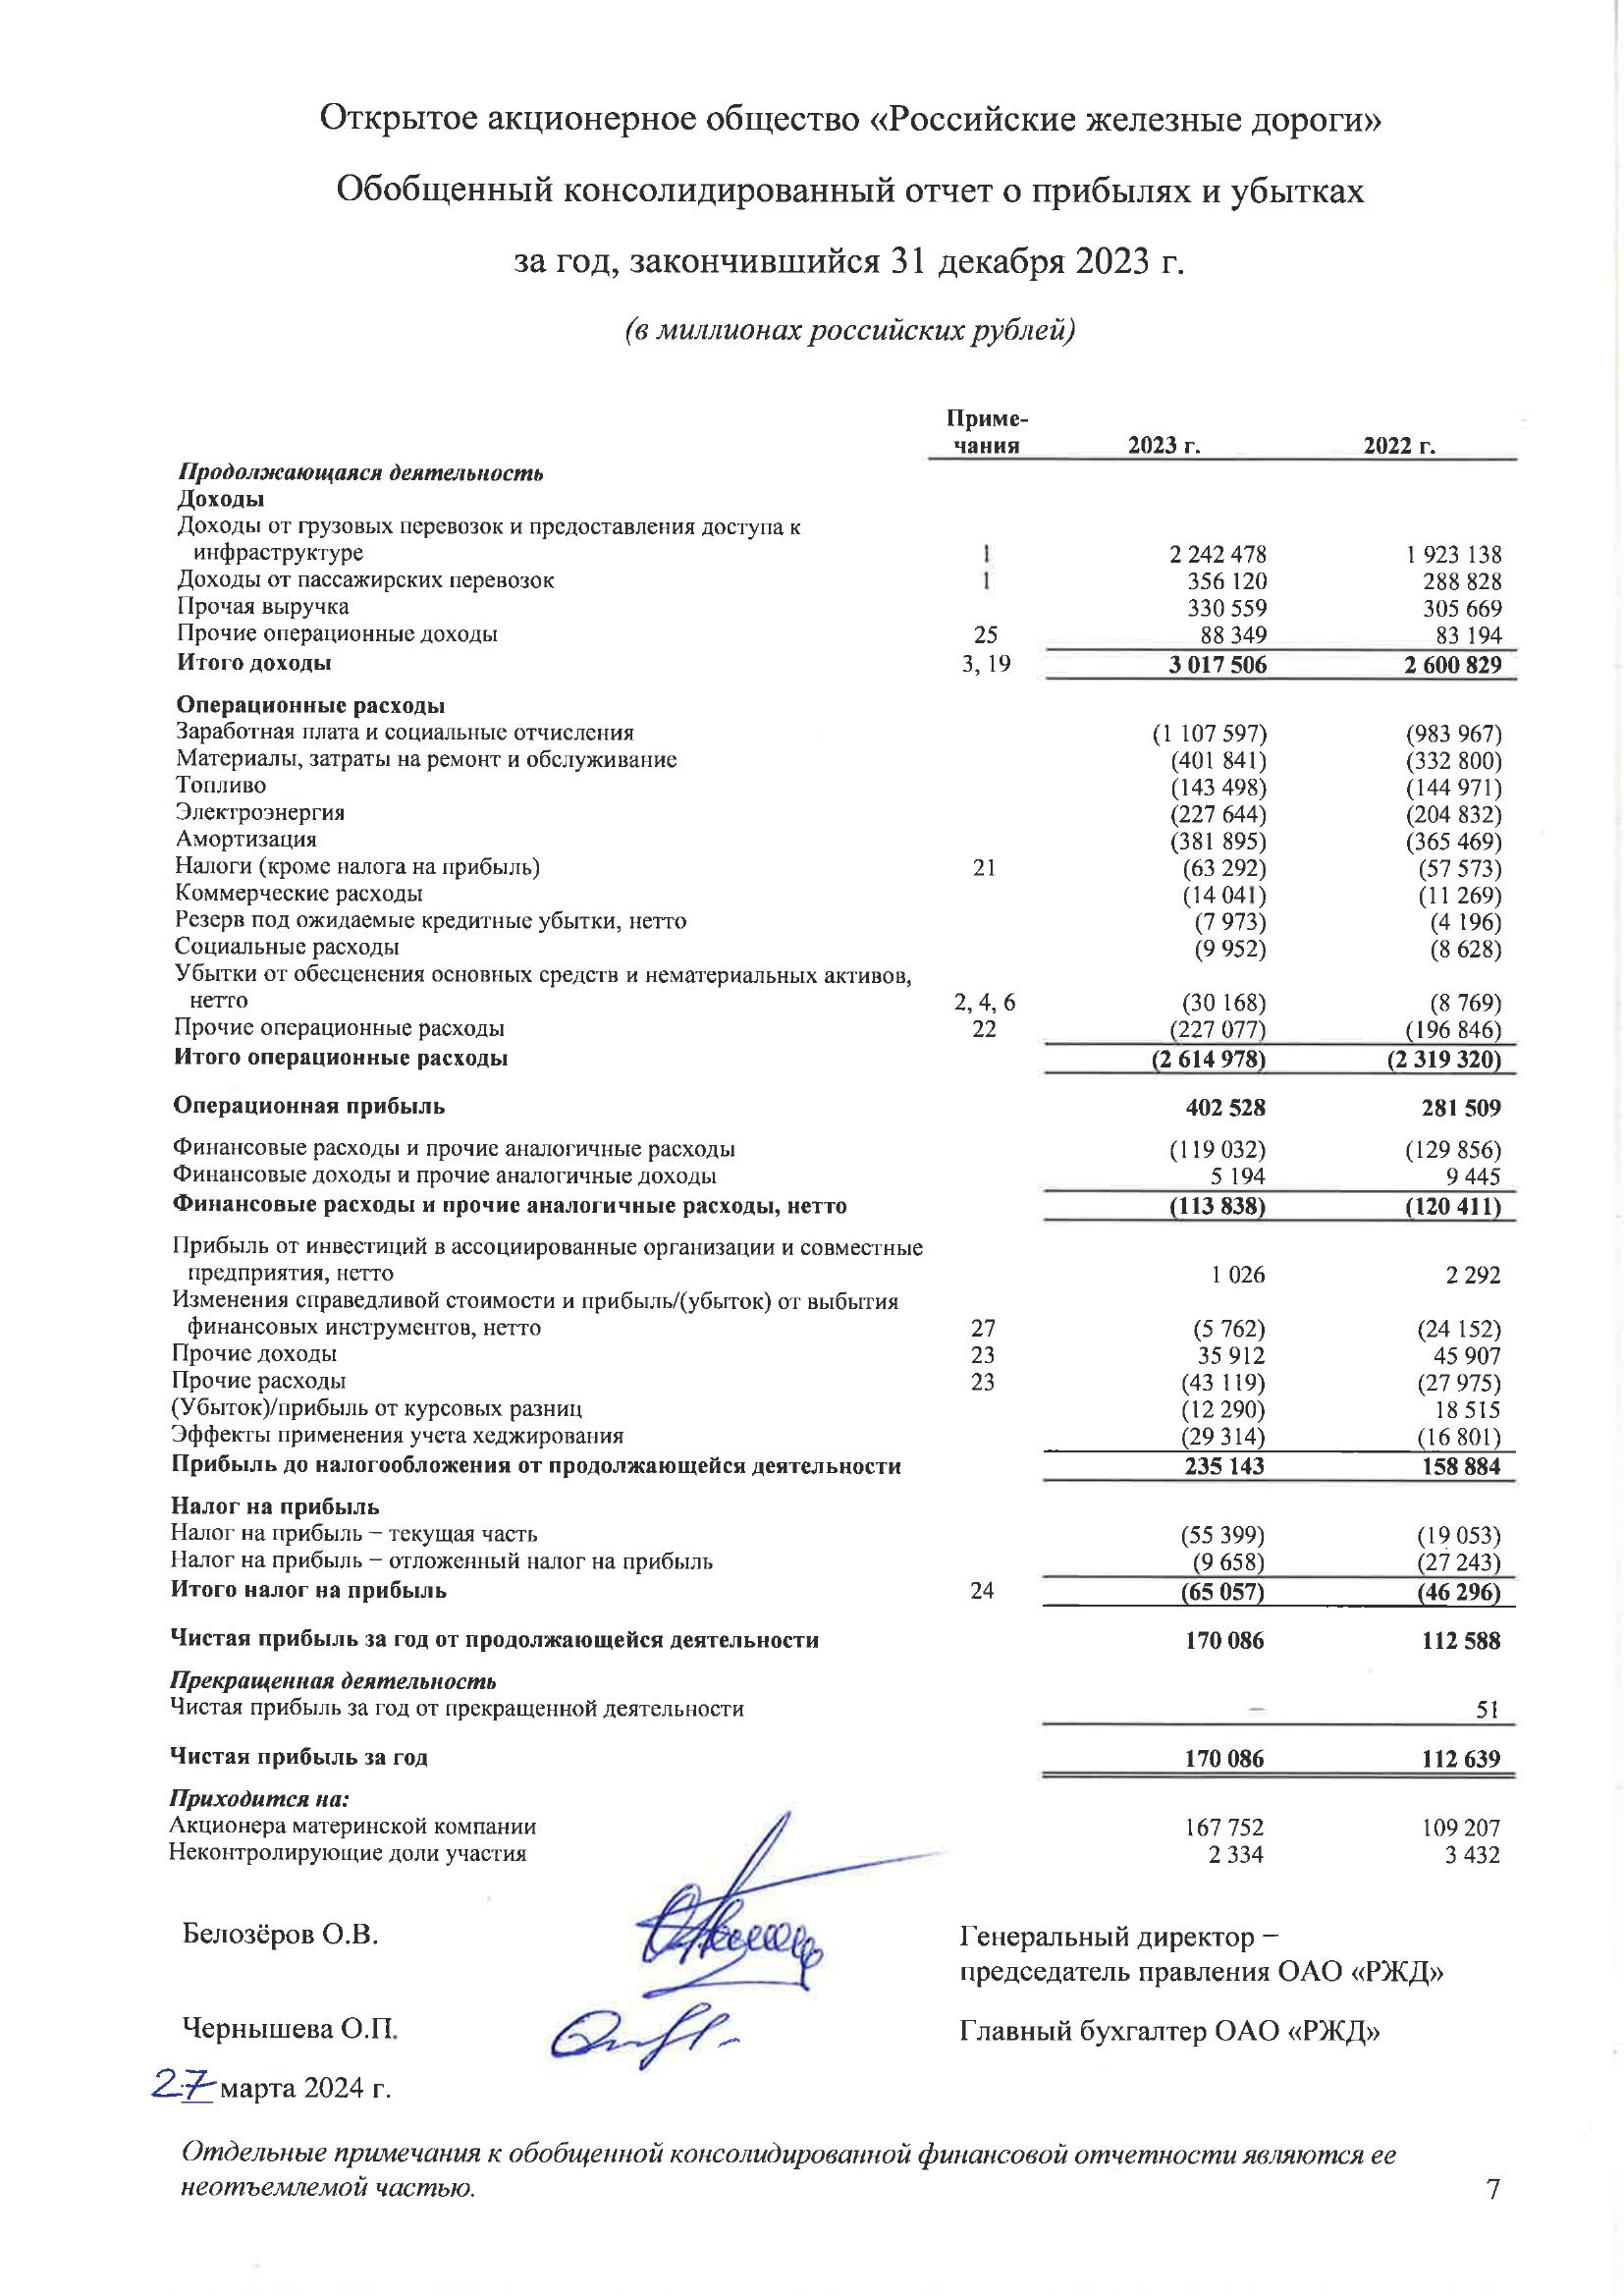 Открытое акционерное общество «Российские железные дороги»
Обобщенный консолидированный отчет о прибылях и убытках
за год, закончившийся 31 декабря 2023 г.
(в миллионах российских рублей)
Приме-
чания 2023 г. 2022 г.
Продолжающаяся деятельность
Доходы
Доходы от грузовых перевозок и предоставления доступа к
инфраструктуре 1 2 242 478 1 923 138
Доходы от пассажирских перевозок 1 356 120 288 828
Прочая выручка 330 559 305 669
Прочие операционные доходы 25 88 349 83 194
Итого доходы 3, 19 3 017 506 2 600 829
Операционные расходы
Заработная плата и социальные отчисления (1 107 597) (983 967)
Материалы, затраты на ремонт и обслуживание (401 841) (332 800)
Топливо (143 498) (144 971)
Электроэнергия (227 644) (204 832)
Амортизация (381 895) (365 469)
Налоги (кроме налога на прибыль) 21 (63 292) (57 573)
Коммерческие расходы (14 041) (11 269)
Резерв под ожидаемые кредитные убытки, нетто (7 973) (4 196)
Социальные расходы (9 952) (8 628)
Убытки от обесценения основных средств и нематериальных активов,
нетто 2, 4, 6 (30 168) (8 769)
Прочие операционные расходы 22 (227 077) (196 846)
Итого операционные расходы (2 614 978) (2 319 320)
Операционная прибыль 402 528 281 509
Финансовые расходы и прочие аналогичные расходы (119 032) (129 856)
Финансовые доходы и прочие аналогичные доходы 5 194 9 445
Финансовые расходы и прочие аналогичные расходы, нетто (113 838) (120 411)
Прибыль от инвестиций в ассоциированные организации и совместные
предприятия, нетто 1 026 2 292
Изменения справедливой стоимости и прибыль/(убыток) от выбытия
финансовых инструментов, нетто 27 (5 762) (24 152)
Прочие доходы 23 35 912 45 907
Прочие расходы 23 (43 119) (27 975)
(Убыток)/прибыль от курсовых разниц (12 290) 18 515
Эффекты применения учета хеджирования (29 314) (16 801)
Прибыль до налогообложения от продолжающейся деятельности 235 143 158 884
Налог на прибыль
Налог на прибыль – текущая часть (55 399) (19 053)
Налог на прибыль – отложенный налог на прибыль (9 658) (27 243)
Итого налог на прибыль 24 (65 057) (46 296)
Чистая прибыль за год от продолжающейся деятельности 170 086 112 588
Прекращенная деятельность
Чистая прибыль за год от прекращенной деятельности – 51
Чистая прибыль за год 170 086 112 639
Приходится на:
Акционера материнской компании 167 752 109 207
Неконтролирующие доли участия 2 334 3 432
Белозёров О.В. Генеральный директор –
председатель правления ОАО «РЖД»
Чернышева О.П. Главный бухгалтер ОАО «РЖД»
27 марта 2024 г.
Отдельные примечания к обобщенной консолидированной финансовой отчетности являются ее
неотъемлемой частью. 7